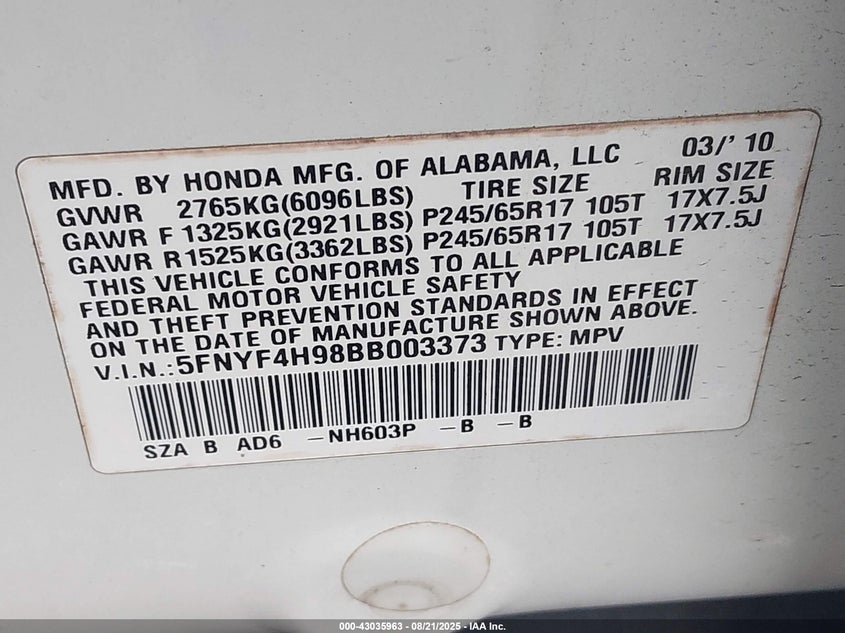 MFD. BY HONDA MFG. OF ALABAMA, LLC 03/' 10
GVWR 2765KG(6096LBS) TIRE SIZE RIM SIZE
GAWR F 1325KG(2921LBS) P245/65R17 105T 17X7.5J
GAWR R1525KG(3362LBS) P245/65R17 105T 17X7.5J
THIS VEHICLE CONFORMS TO ALL APPLICABLE
FEDERAL MOTOR VEHICLE SAFETY
AND THEFT PREVENTION STANDARDS IN EFFECT
ON THE DATE OF MANUFACTURE SHOWN ABOVE.
V.I.N.:5FNYF4H98BB003373 TYPE: MPV
SZA B AD6 -NH603P -B -B
000-43035963 - 08/21/2025 - IAA Inc.